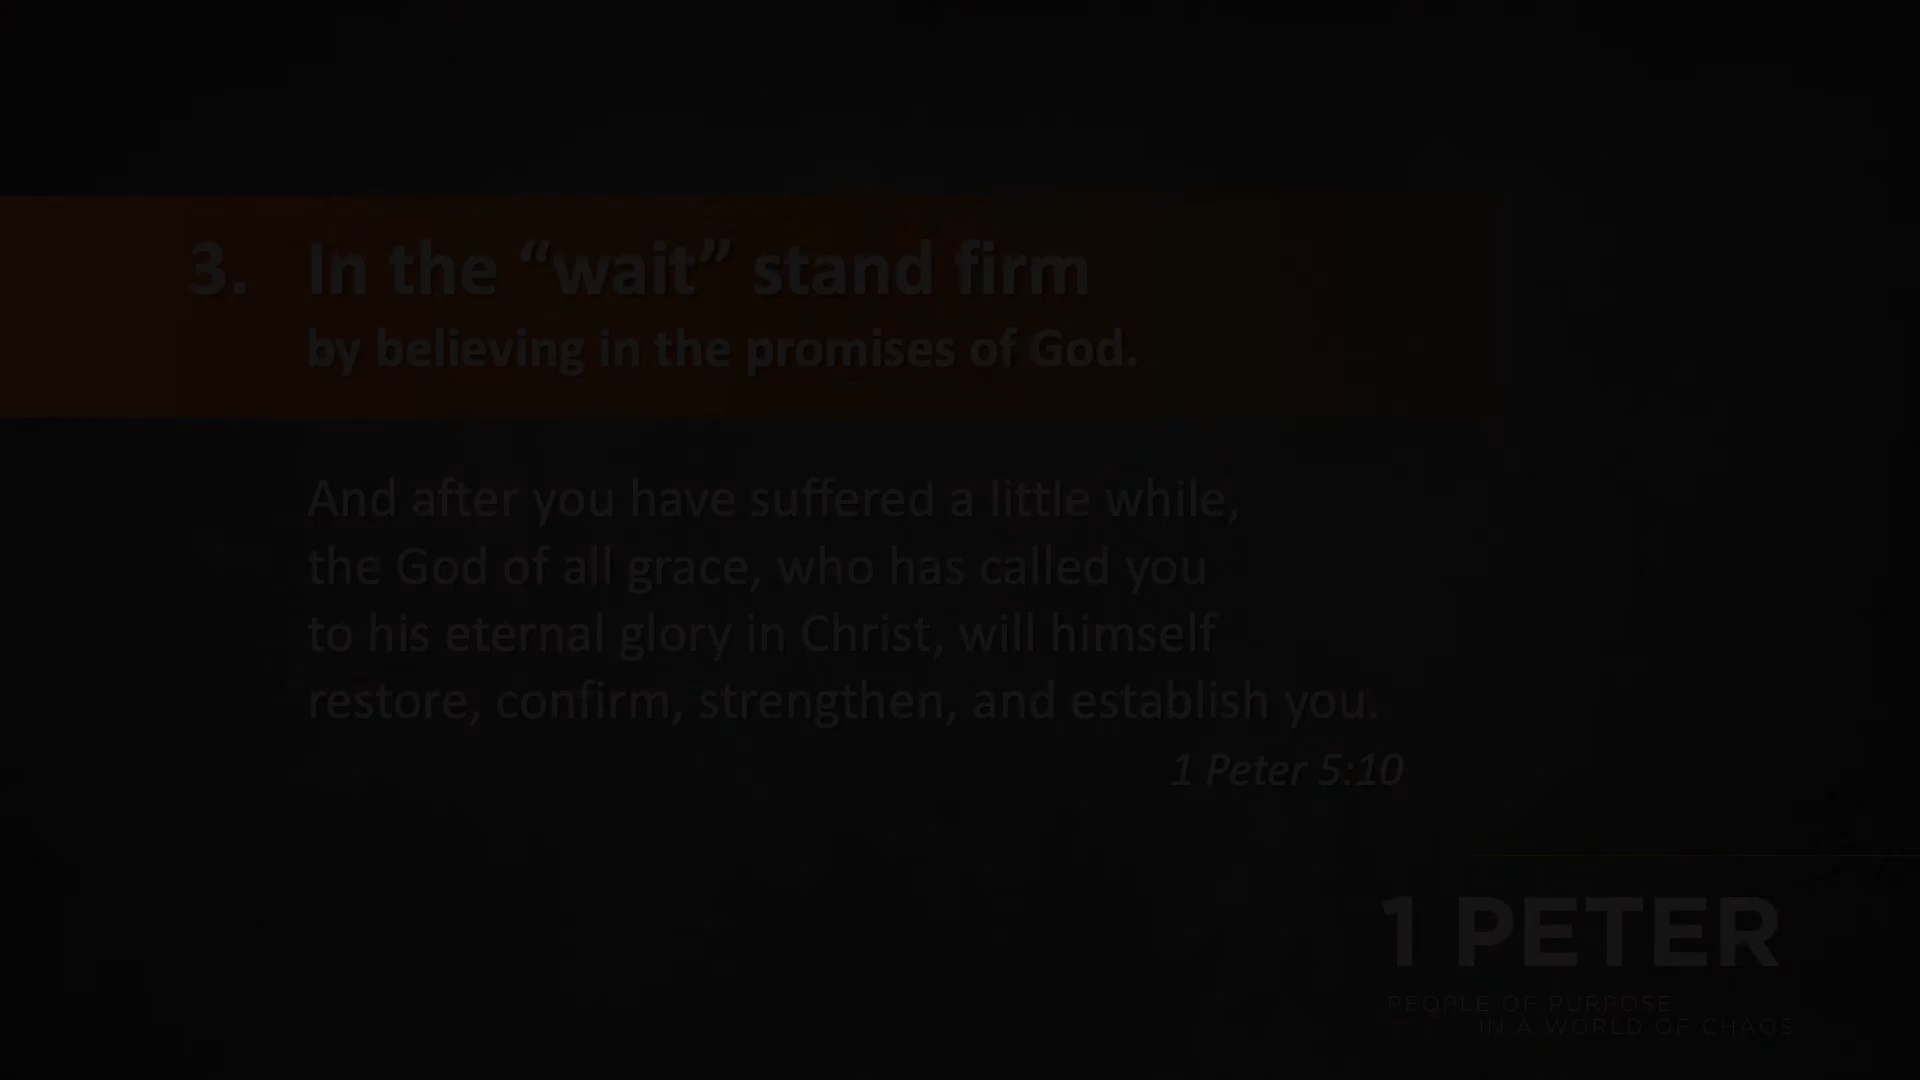 3. In the “wait” stand firm
by believing in the promises of God.
And after you have suffered a little while,
the God of all grace, who has called you
to his eternal glory in Christ, will himself
restore, confirm, strengthen, and establish you.
1 Peter 5:10
1 PETER
PEOPLE OF PURPOSE
IN A WORLD OF CHAOS